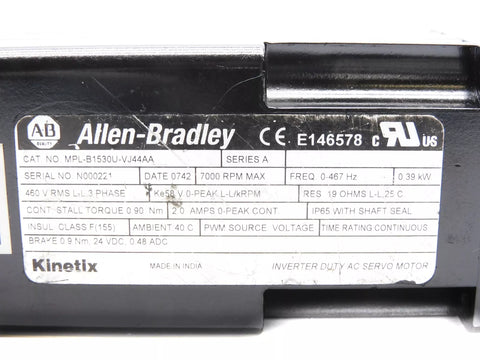 AB QUALITY Allen-Bradley CE E146578 c RU US
CAT. NO. MPL-B1530U-VJ44AA SERIES A
SERIAL NO. N000221 DATE 0742 7000 RPM MAX FREQ. 0-467 Hz 0.39 kW
460 V RMS L-L 3 PHASE Ke58 V 0-PEAK L-L/kRPM RES. 19 OHMS L-L,25 C
CONT. STALL TORQUE 0.90 Nm 2.0 AMPS 0-PEAK CONT IP65 WITH SHAFT SEAL
INSUL. CLASS F(155) AMBIENT 40 C PWM SOURCE VOLTAGE TIME RATING CONTINUOUS
BRAKE 0.9 Nm, 24 VDC, 0.48 ADC
Kinetix MADE IN INDIA INVERTER DUTY AC SERVO MOTOR